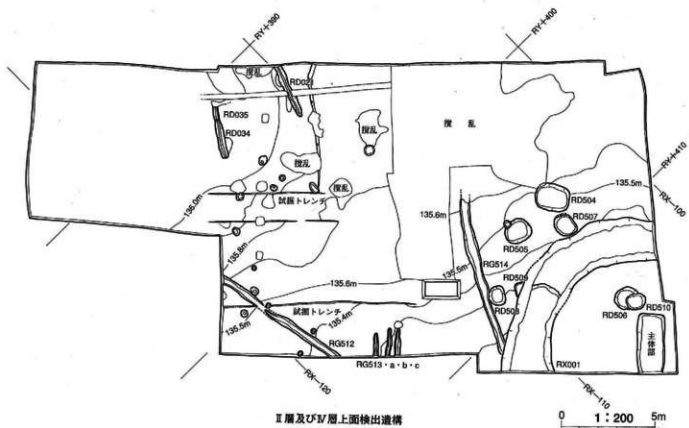 RY+390
RY+400
撹乱
RD021
RD035
RD034
撹乱
撹乱
撹乱
撹 乱
RY+410
RX-100
136.0m
試掘トレンチ
135.5m
135.6m
RD504
RD507
RD505
135.8m
135.5m
RG514
135.6m
RD509
試掘トレンチ
135.4m
RD503
RD506
RD510
135.5m
RG512
主体部
RG513・a・b・c
RX001
RX-120
RX-110
Ⅱ層及びⅣ層上面検出遺構
0 1:200 5m